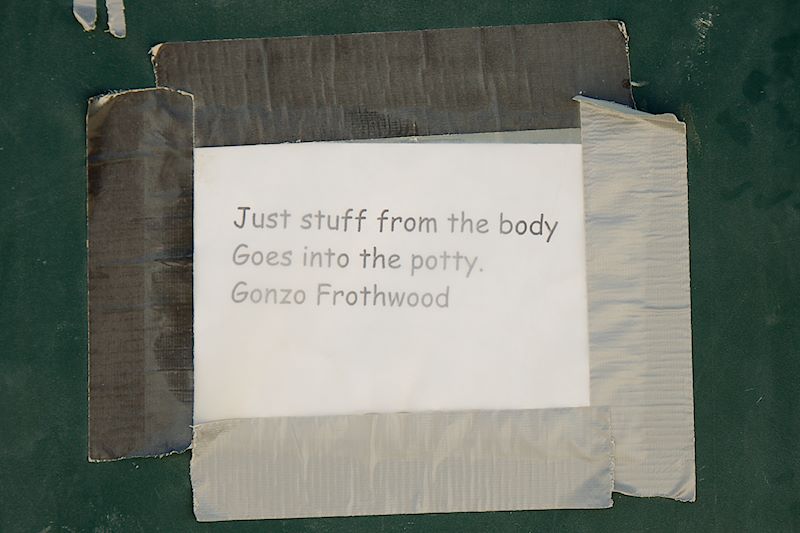 Just stuff from the body
Goes into the potty.
Gonzo Frothwood